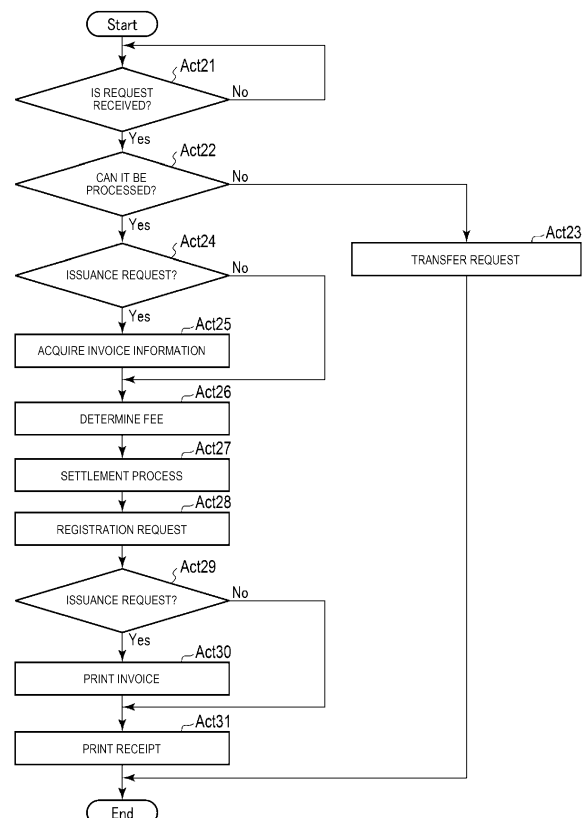 Start
Act21
IS REQUEST
RECEIVED?
No
Yes
Act22
CAN IT BE
PROCESSED?
No
Yes
Act23
TRANSFER REQUEST
Act24
ISSUANCE REQUEST?
No
Yes
Act25
ACQUIRE INVOICE INFORMATION
Act26
DETERMINE FEE
Act27
SETTLEMENT PROCESS
Act28
REGISTRATION REQUEST
Act29
ISSUANCE REQUEST?
No
Yes
Act30
PRINT INVOICE
Act31
PRINT RECEIPT
End